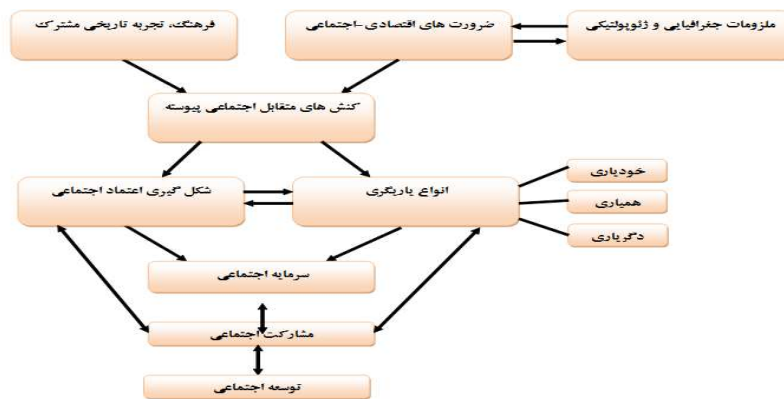 ملزومات جغرافیایی و ژئوپولتیکی
ضرورت های اقتصادی-اجتماعی
فرهنگ، تجربه تاریخی مشترک
کنش های متقابل اجتماعی پیوسته
انواع یاریگری
شکل گیری اعتماد اجتماعی
خودیاری
همیاری
دگریاری
سرمایه اجتماعی
مشارکت اجتماعی
توسعه اجتماعی